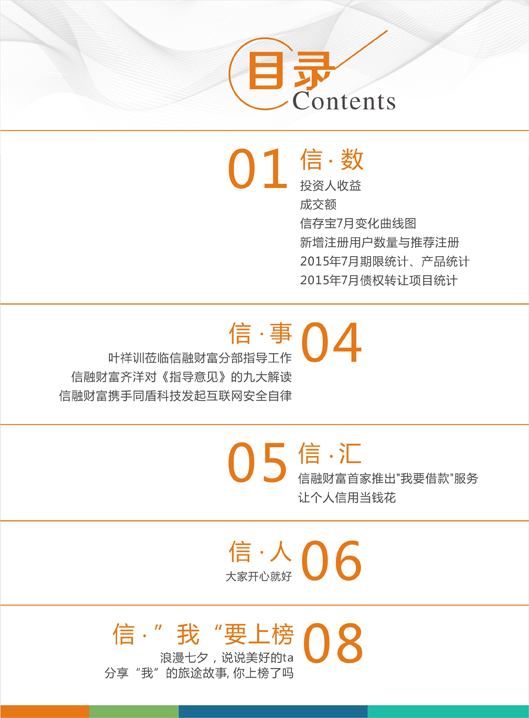 目录
Contents
01
信·数
投资人收益
成交额
信存宝7月变化曲线图
新增注册用户数量与推荐注册
2015年7月期限统计、产品统计
2015年7月债权转让项目统计
信·事
04
叶祥训莅临信融财富分部指导工作
信融财富齐洋对《指导意见》的九大解读
信融财富携手同盾科技发起互联网安全自律
05
信·汇
信融财富首家推出"我要借款"服务
让个人信用当钱花
信·人
06
大家开心就好
信·”我“要上榜
08
浪漫七夕，说说美好的ta
分享“我”的旅途故事,你上榜了吗